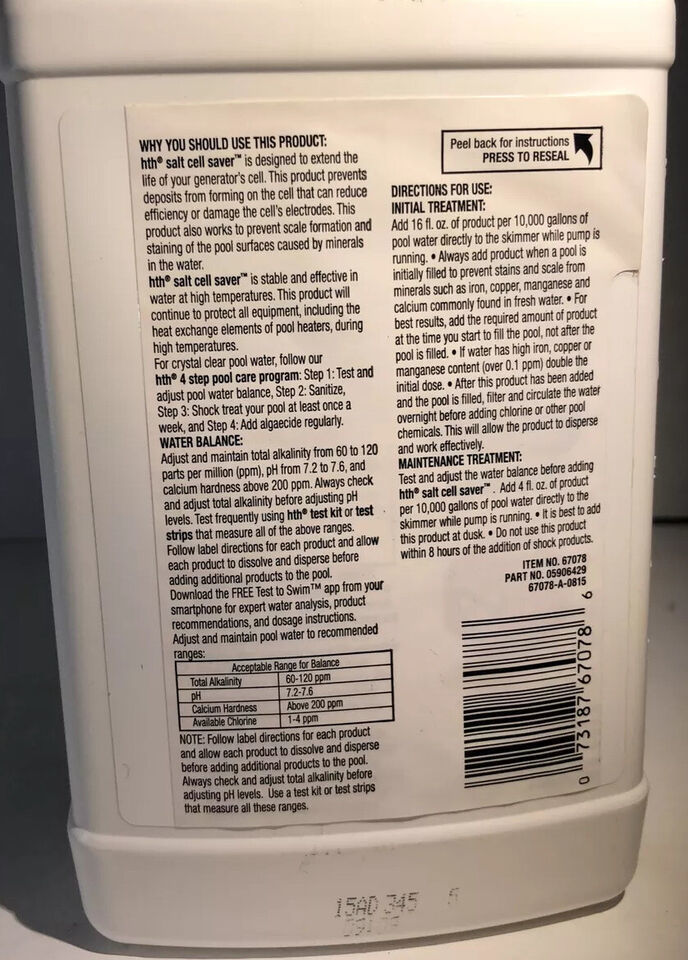 WHY YOU SHOULD USE THIS PRODUCT:
hth® salt cell saver™ is designed to extend the
life of your generator's cell. This product prevents
deposits from forming on the cell that can reduce
efficiency or damage the cell's electrodes. This
product also works to prevent scale formation and
staining of the pool surfaces caused by minerals
in the water.
hth® salt cell saver™ is stable and effective in
water at high temperatures. This product will
continue to protect all equipment, including the
heat exchange elements of pool heaters, during
high temperatures.
For crystal clear pool water, follow our
hth® 4 step pool care program: Step 1: Test and
adjust pool water balance, Step 2: Sanitize,
Step 3: Shock treat your pool at least once a
week, and Step 4: Add algaecide regularly.
WATER BALANCE:
Adjust and maintain total alkalinity from 60 to 120
parts per million (ppm), pH from 7.2 to 7.6, and
calcium hardness above 200 ppm. Always check
and adjust total alkalinity before adjusting pH
levels. Test frequently using hth® test kit or test
strips that measure all of the above ranges.
Follow label directions for each product and allow
each product to dissolve and disperse before
adding additional products to the pool.
Download the FREE Test to Swim™ app from your
smartphone for expert water analysis, product
recommendations, and dosage instructions.
Adjust and maintain pool water to recommended
ranges:
Acceptable Range for Balance
Total Alkalinity 60-120 ppm
pH 7.2-7.6
Calcium Hardness Above 200 ppm
Available Chlorine 1-4 ppm
NOTE: Follow label directions for each product
and allow each product to dissolve and disperse
before adding additional products to the pool.
Always check and adjust total alkalinity before
adjusting pH levels. Use a test kit or test strips
that measure all these ranges.
Peel back for instructions
PRESS TO RESEAL
DIRECTIONS FOR USE:
INITIAL TREATMENT:
Add 16 fl. oz. of product per 10,000 gallons of
pool water directly to the skimmer while pump is
running. • Always add product when a pool is
initially filled to prevent stains and scale from
minerals such as iron, copper, manganese and
calcium commonly found in fresh water. • For
best results, add the required amount of product
at the time you start to fill the pool, not after the
pool is filled. • If water has high iron, copper or
manganese content (over 0.1 ppm) double the
initial dose. • After this product has been added
and the pool is filled, filter and circulate the water
overnight before adding chlorine or other pool
chemicals. This will allow the product to disperse
and work effectively.
MAINTENANCE TREATMENT:
Test and adjust the water balance before adding
hth® salt cell saver™ . Add 4 fl. oz. of product
per 10,000 gallons of pool water directly to the
skimmer while pump is running. • It is best to add
this product at dusk. • Do not use this product
within 8 hours of the addition of shock products.
ITEM NO. 67078
PART NO. 05906429
67078-A-0815
0 73187 67078 6
15AD 345